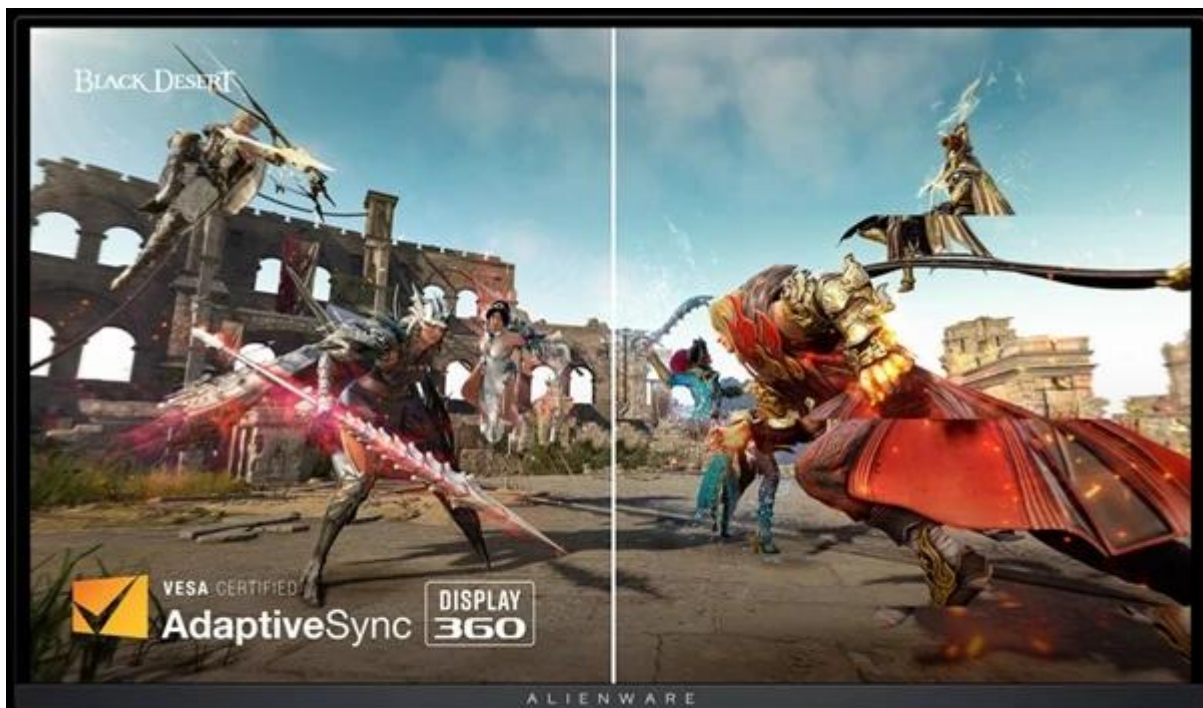 BLACK DESERT
VESA CERTIFIED
AdaptiveSync
DISPLAY
360
ALIENWARE